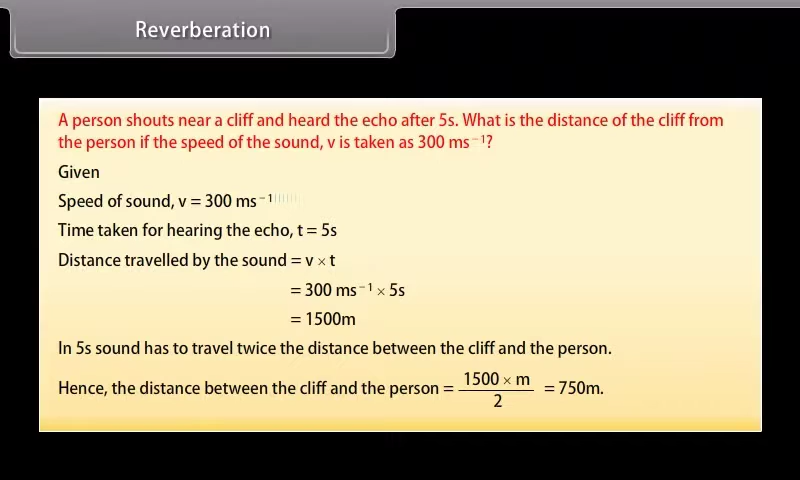 Reverberation
A person shouts near a cliff and heard the echo after 5s. What is the distance of the cliff from
the person if the speed of the sound, v is taken as 300 ms⁻¹?
Given
Speed of sound, v = 300 ms⁻¹
Time taken for hearing the echo, t = 5s
Distance travelled by the sound = v × t
= 300 ms⁻¹ × 5s
= 1500m
In 5s sound has to travel twice the distance between the cliff and the person.
Hence, the distance between the cliff and the person = 1500 × m / 2 = 750m.